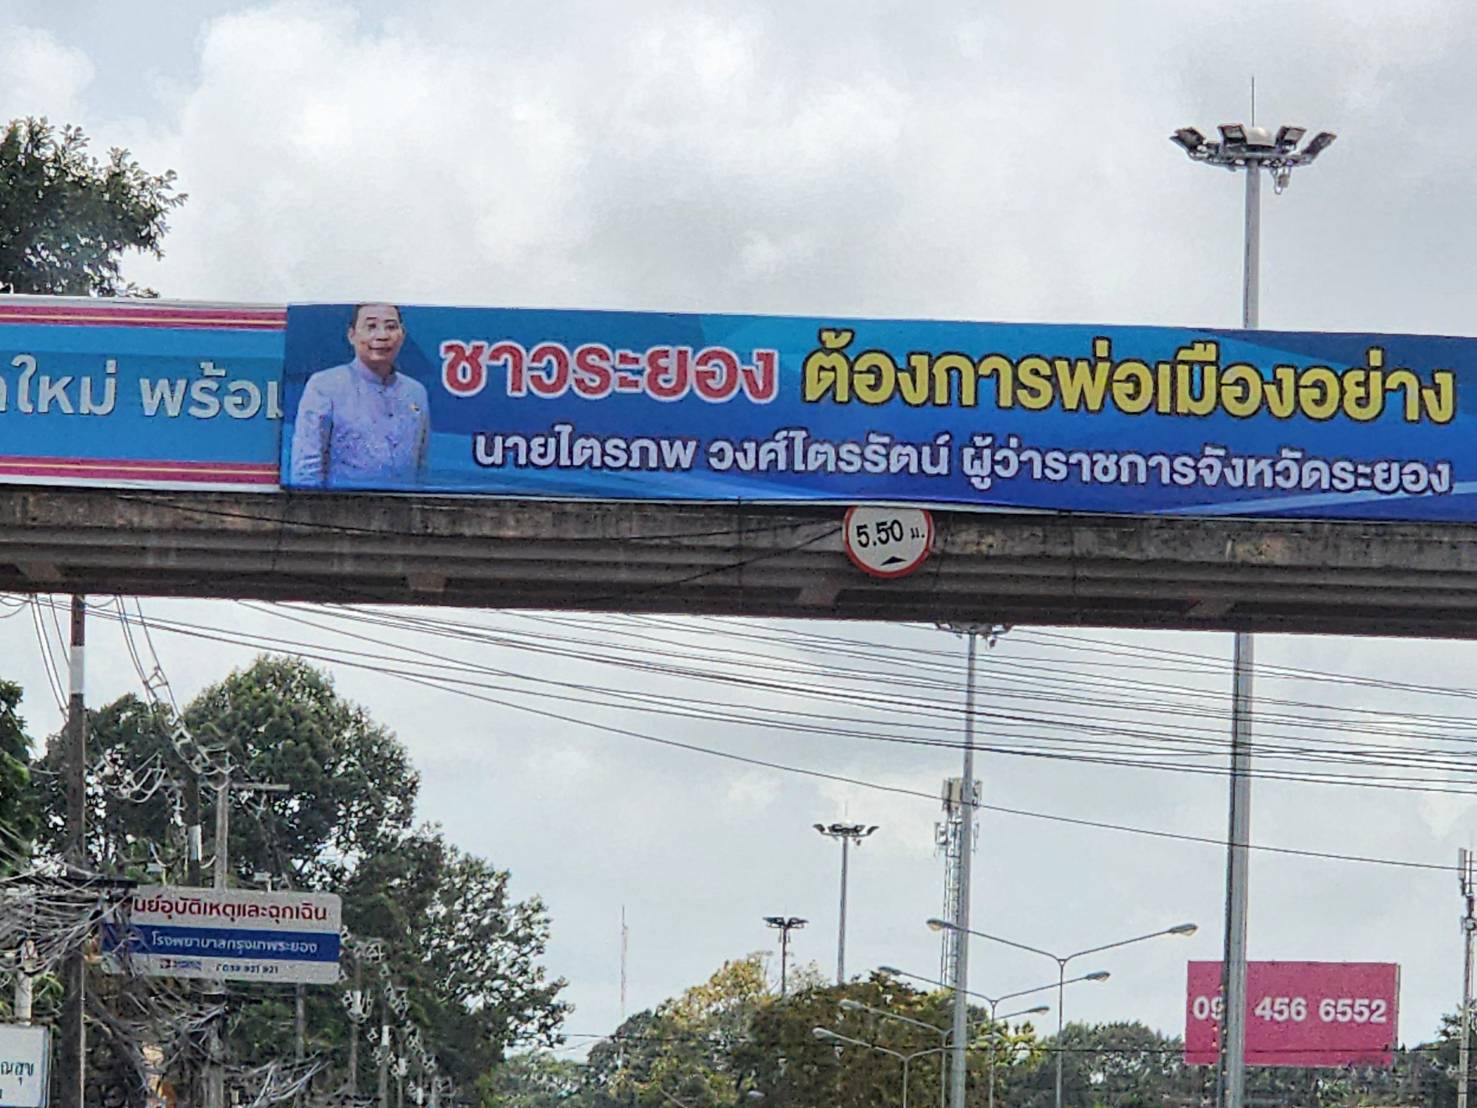 ใหม่ พร้อม
ชาวระยอง ต้องการพ่อเมืองอย่าง
นายไตรภพ วงศ์ไตรรัตน์ ผู้ว่าราชการจังหวัดระยอง
5.50 ม.
นย์อุบัติเหตุและฉุกเฉิน
โรงพยาบาลกรุงเทพระยอง
456 6552